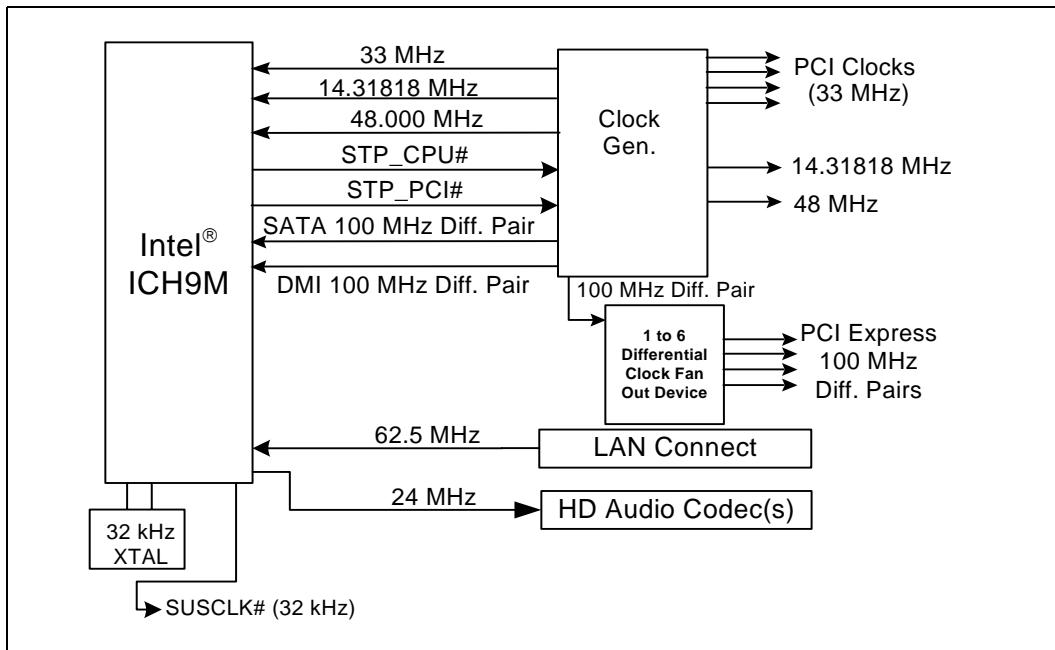 33 MHz
14.31818 MHz
48.000 MHz
STP_CPU#
STP_PCI#
SATA 100 MHz Diff. Pair
DMI 100 MHz Diff. Pair
Intel®
ICH9M
Clock
Gen.
PCI Clocks
(33 MHz)
14.31818 MHz
48 MHz
100 MHz Diff. Pair
1 to 6
Differential
Clock Fan
Out Device
PCI Express
100 MHz
Diff. Pairs
62.5 MHz
LAN Connect
24 MHz
HD Audio Codec(s)
32 kHz
XTAL
SUSCLK# (32 kHz)